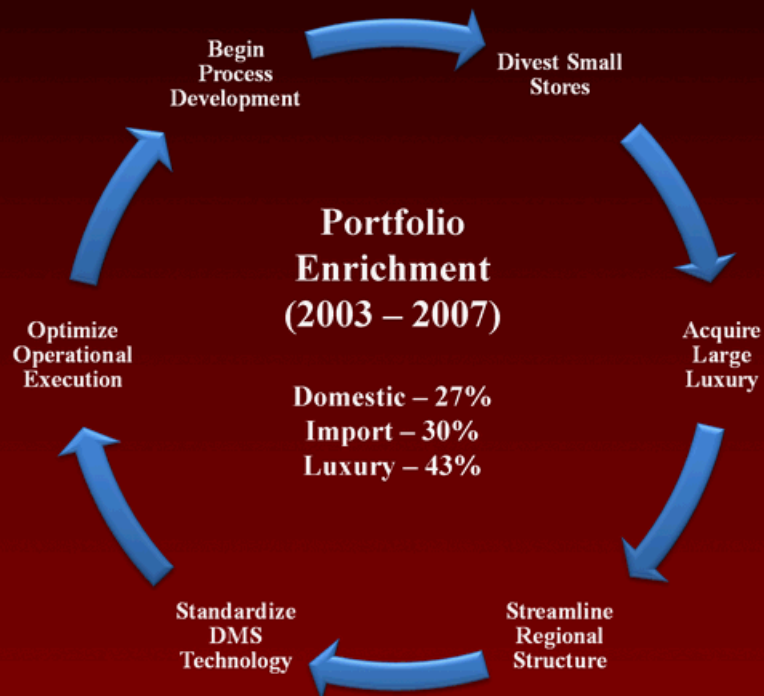 Begin
Process
Development
Divest Small
Stores
Portfolio
Enrichment
(2003 – 2007)
Optimize
Operational
Execution
Acquire
Large
Luxury
Domestic – 27%
Import – 30%
Luxury – 43%
Standardize
DMS
Technology
Streamline
Regional
Structure